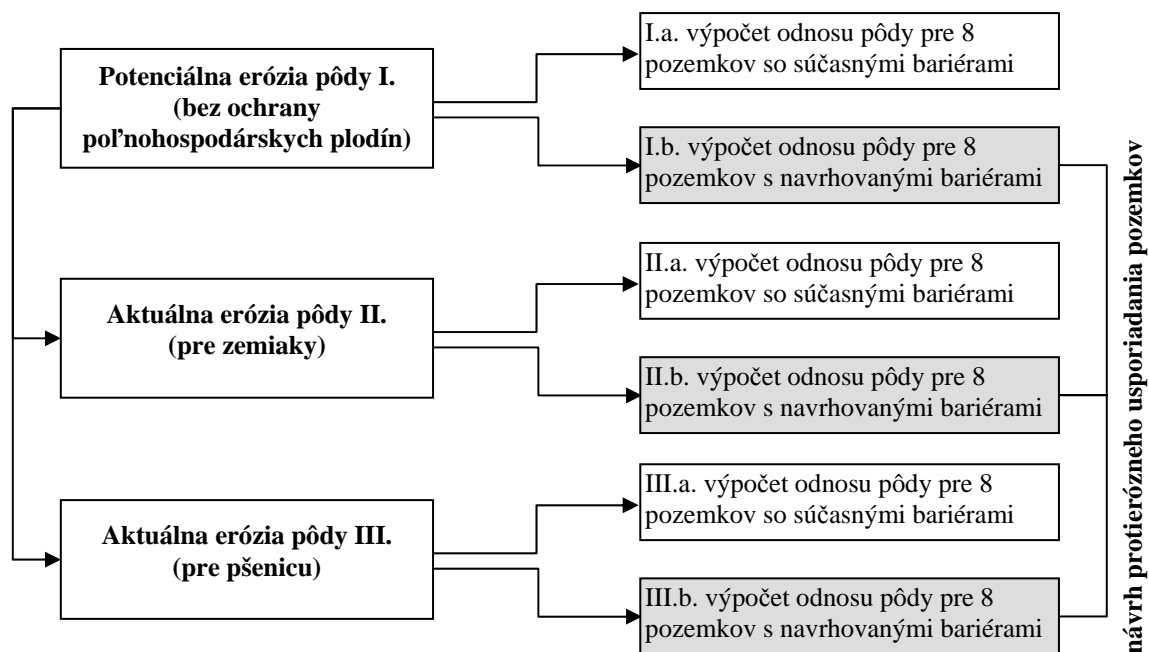 Potenciálna erózia pôdy I.
(bez ochrany
poľnohospodárskych plodín)
I.a. výpočet odnosu pôdy pre 8
pozemkov so súčasnými bariérami
I.b. výpočet odnosu pôdy pre 8
pozemkov s navrhovanými bariérami
Aktuálna erózia pôdy II.
(pre zemiaky)
II.a. výpočet odnosu pôdy pre 8
pozemkov so súčasnými bariérami
II.b. výpočet odnosu pôdy pre 8
pozemkov s navrhovanými bariérami
Aktuálna erózia pôdy III.
(pre pšenicu)
III.a. výpočet odnosu pôdy pre 8
pozemkov so súčasnými bariérami
III.b. výpočet odnosu pôdy pre 8
pozemkov s navrhovanými bariérami
návrh protierózneho usporiadania pozemkov